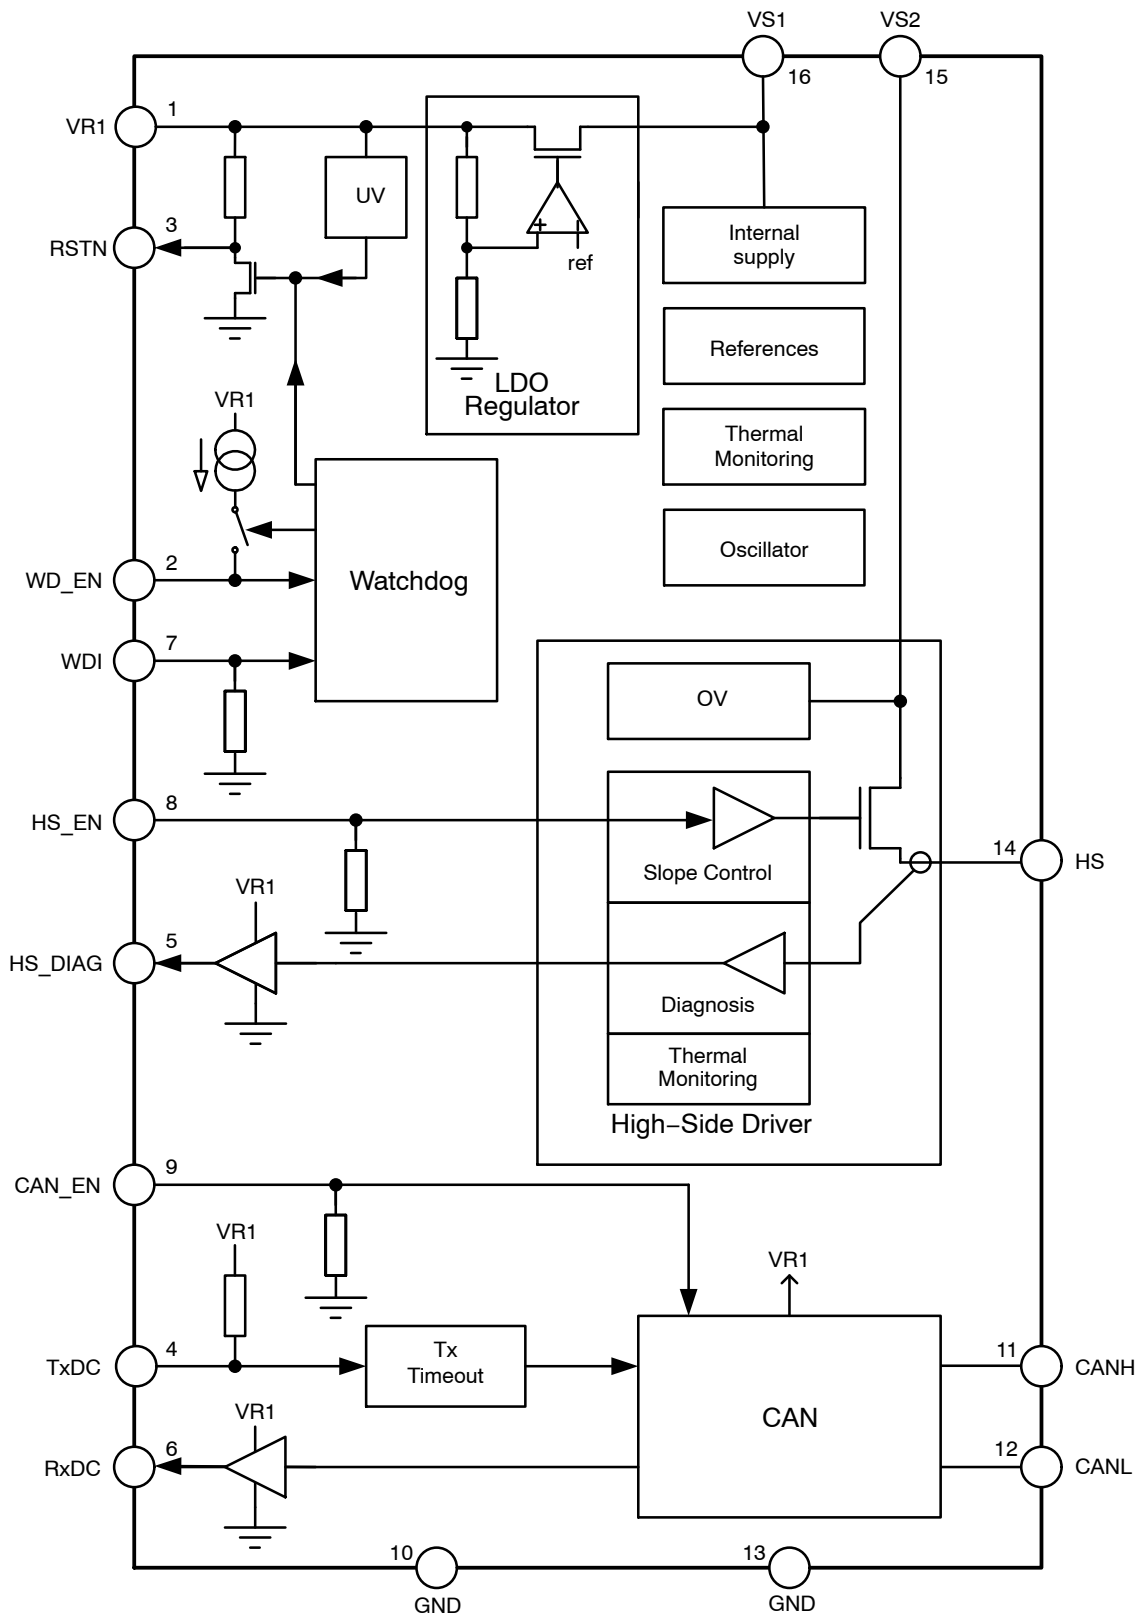 VS1
VS2
16
15
VR1
1
UV
RSTN
3
+
ref
Internal
supply
References
LDO
Regulator
VR1
Thermal
Monitoring
Oscillator
WD_EN
2
Watchdog
WDI
7
OV
HS_EN
8
Slope Control
14
HS
VR1
HS_DIAG
5
Diagnosis
Thermal
Monitoring
High−Side Driver
CAN_EN
9
VR1
VR1
TxDC
4
Tx
Timeout
11
CANH
VR1
CAN
RxDC
6
12
CANL
10
GND
13
GND